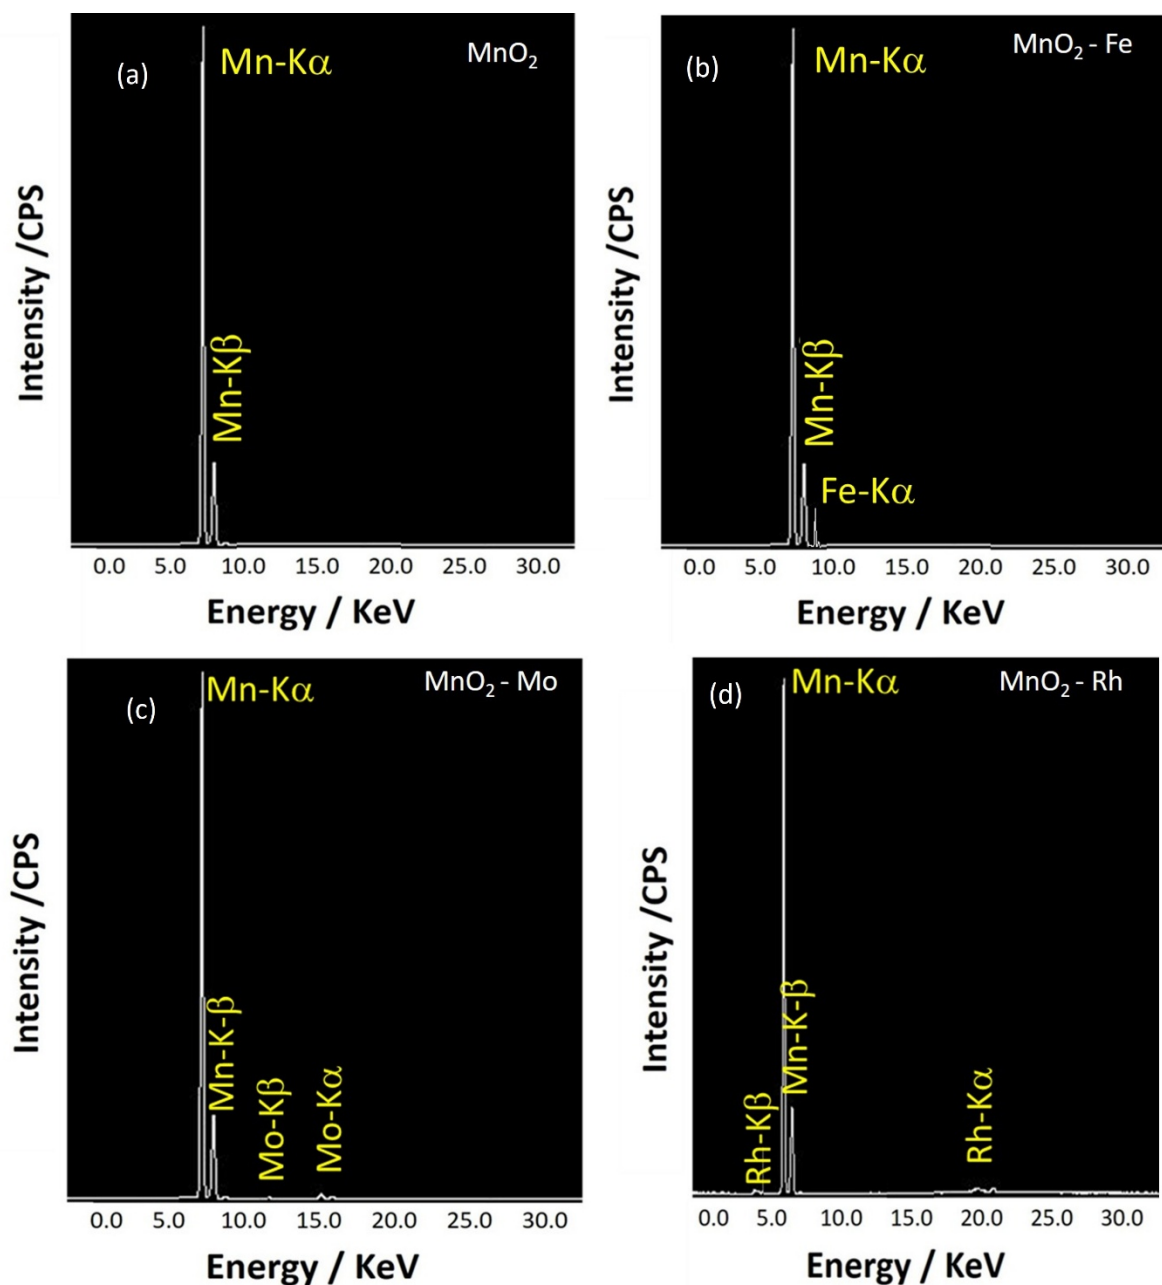 (a)
Mn-Kα
MnO₂
Mn-Kβ
Intensity /CPS
0.0 5.0 10.0 15.0 20.0 25.0 30.0
Energy / KeV
(b)
Mn-Kα
MnO₂ - Fe
Mn-Kβ
Fe-Kα
Intensity /CPS
0.0 5.0 10.0 15.0 20.0 25.0 30.0
Energy / KeV
(c)
Mn-Kα
MnO₂ - Mo
Mn-K-β
Mo-Kβ
Mo-Kα
Intensity /CPS
0.0 5.0 10.0 15.0 20.0 25.0 30.0
Energy / KeV
(d)
Mn-Kα
MnO₂ - Rh
Rh-Kβ
Mn-K-β
Rh-Kα
Intensity /CPS
0.0 5.0 10.0 15.0 20.0 25.0 30.0
Energy / KeV